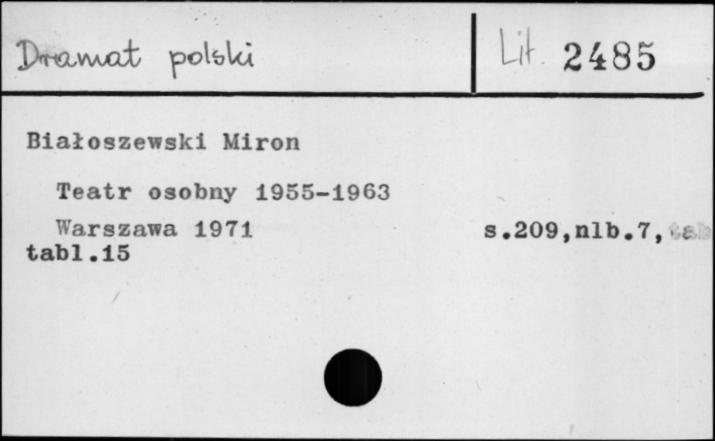 Dramat polski Lit. 2485
Białoszewski Miron
Teatr osobny 1955-1963
Warszawa 1971 s.209,nlb.7,
tabl.15